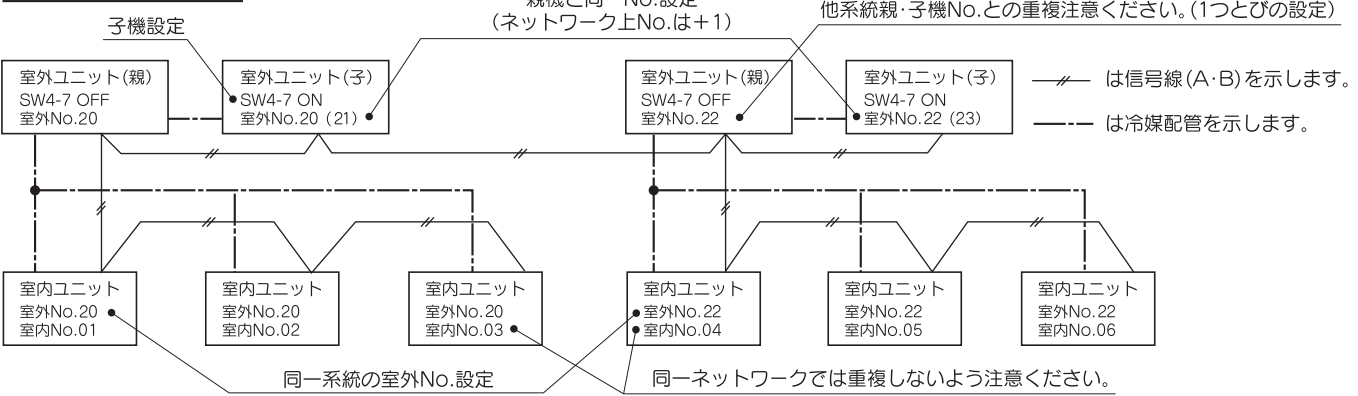 親機と同一No.設定
(ネットワーク上No.は+1)
他系統親・子機No.との重複注意ください。(1つとびの設定)
子機設定
室外ユニット(親)
SW4-7 OFF
室外No.20
室外ユニット(子)
SW4-7 ON
室外No.20 (21)
室外ユニット(親)
SW4-7 OFF
室外No.22
室外ユニット(子)
SW4-7 ON
室外No.22 (23)
は信号線(A・B)を示します。
は冷媒配管を示します。
室内ユニット
室外No.20
室内No.01
室内ユニット
室外No.20
室内No.02
室内ユニット
室外No.20
室内No.03
室内ユニット
室外No.22
室内No.04
室内ユニット
室外No.22
室内No.05
室内ユニット
室外No.22
室内No.06
同一系統の室外No.設定
同一ネットワークでは重複しないよう注意ください。